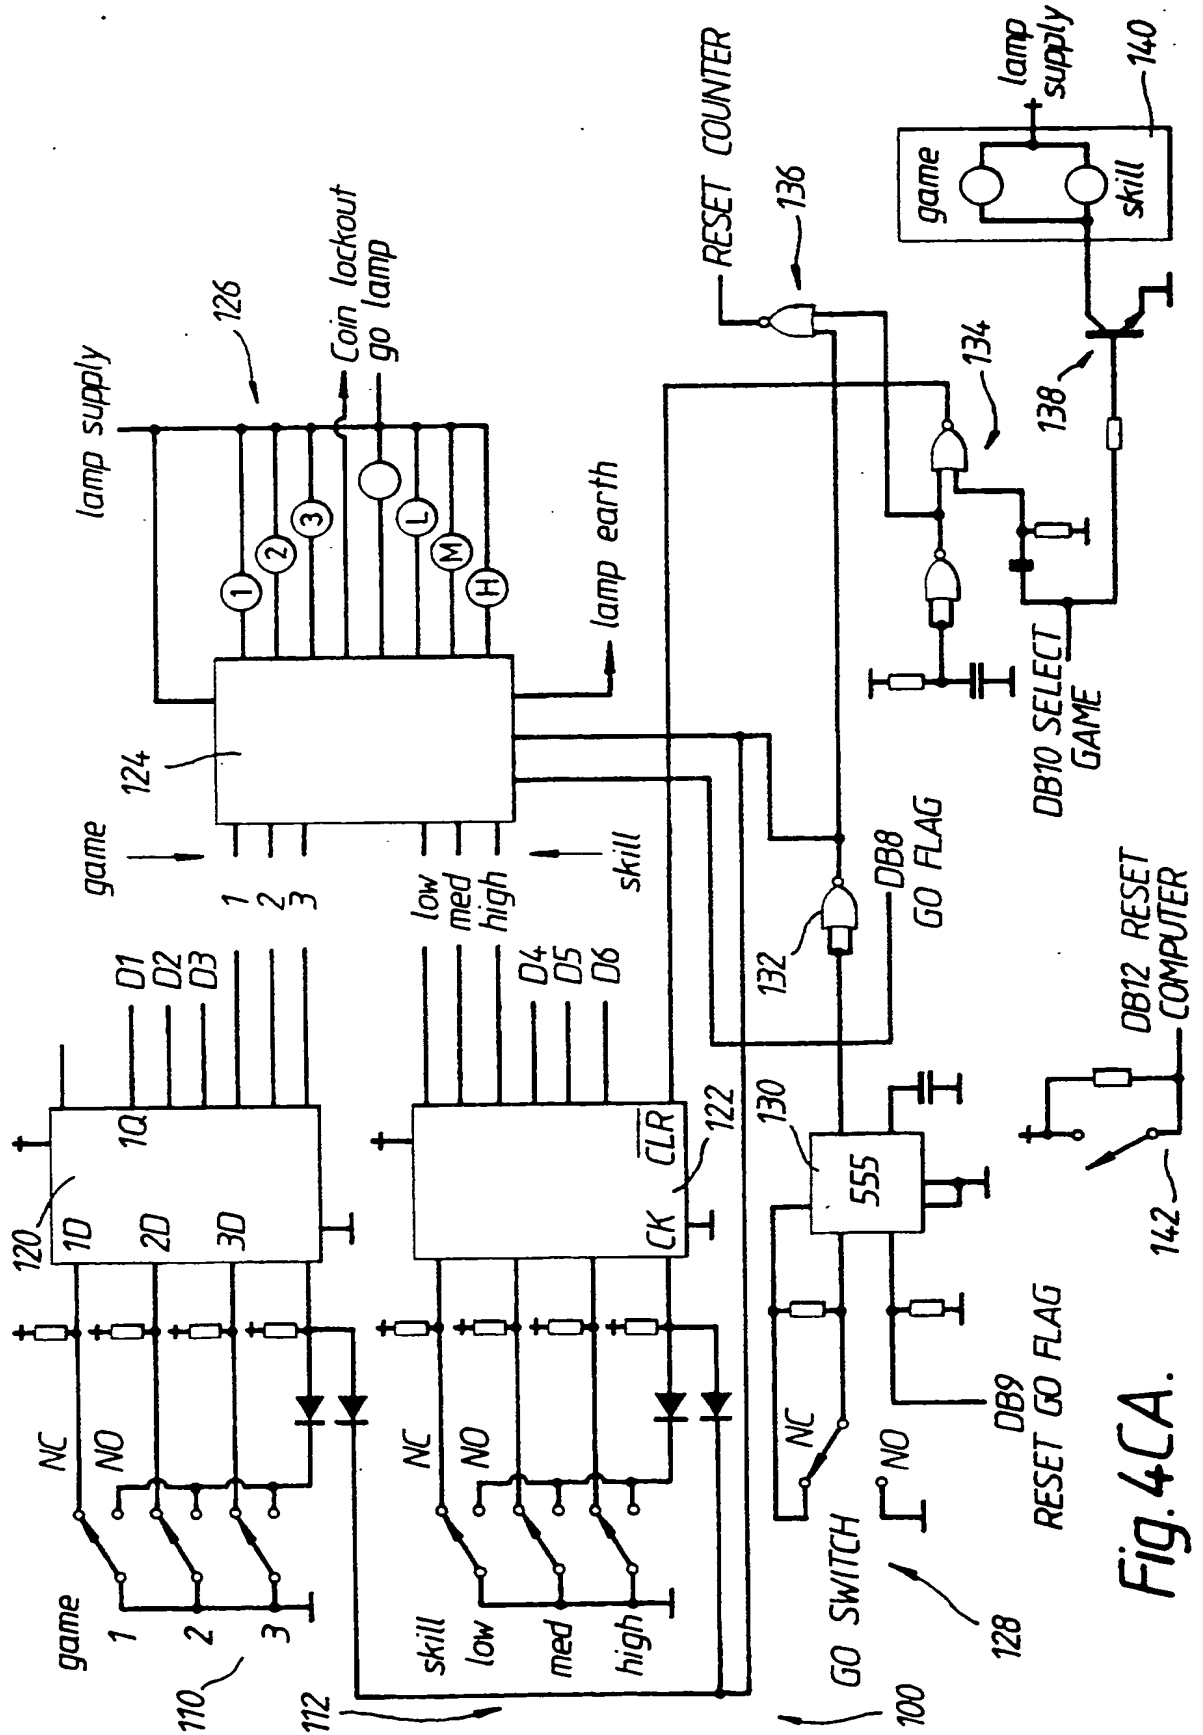 game
1
2
3
110
112
100
NC
NO
120
1D
2D
3D
1Q
D1
D2
D3
1
2
3
game
124
lamp supply
126
1
2
3
L
M
H
Coin lockout
go lamp
lamp earth
skill
low
med
high
NC
NO
CK
CLR
122
low
med
high
D4
D5
D6
skill
GO SWITCH
128
NC
NO
130
555
132
DB8
GO FLAG
DB9
RESET GO FLAG
RESET COUNTER
136
134
138
DB10 SELECT
GAME
game
skill
lamp
supply
140
142
DB12 RESET
COMPUTER
Fig. 4CA.